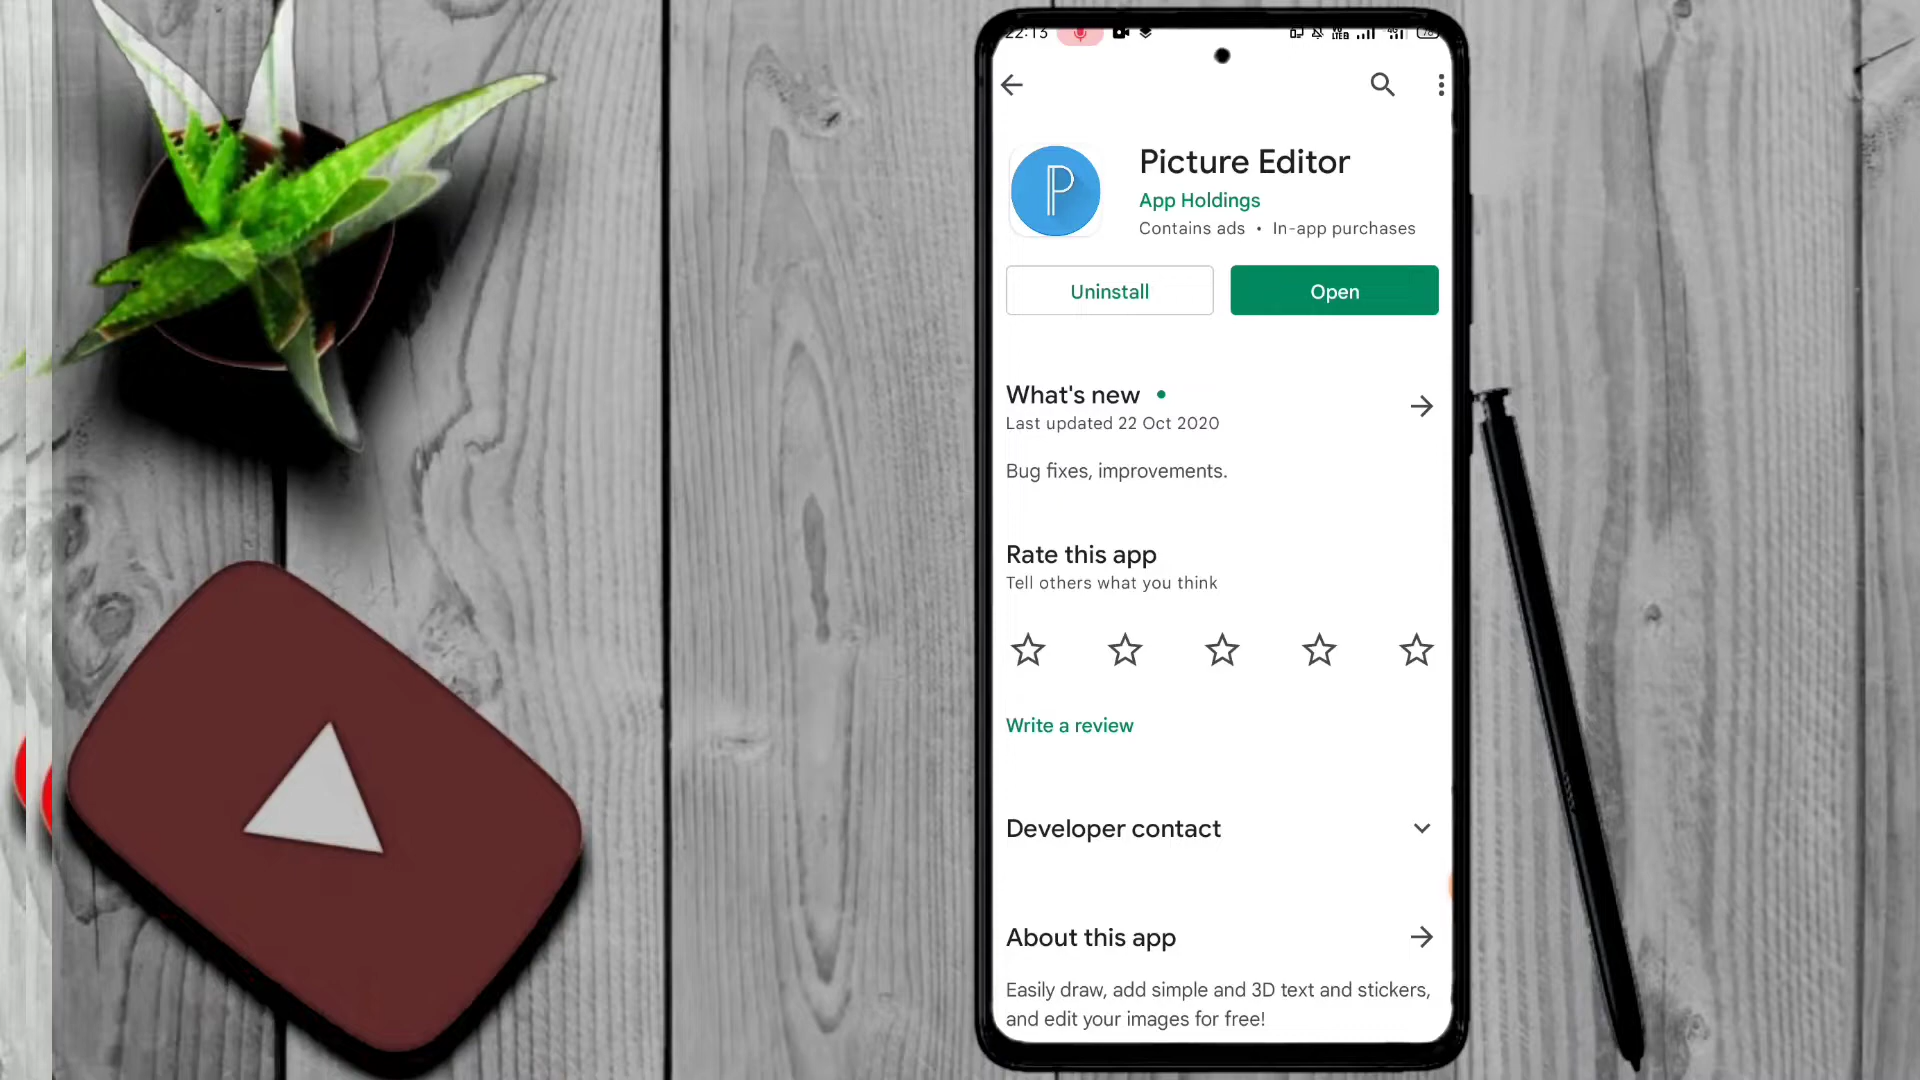 22:13
Picture Editor
App Holdings
Contains ads • In-app purchases
Uninstall
Open
What's new
Last updated 22 Oct 2020
Bug fixes, improvements.
Rate this app
Tell others what you think
Write a review
Developer contact
About this app
Easily draw, add simple and 3D text and stickers,
and edit your images for free!